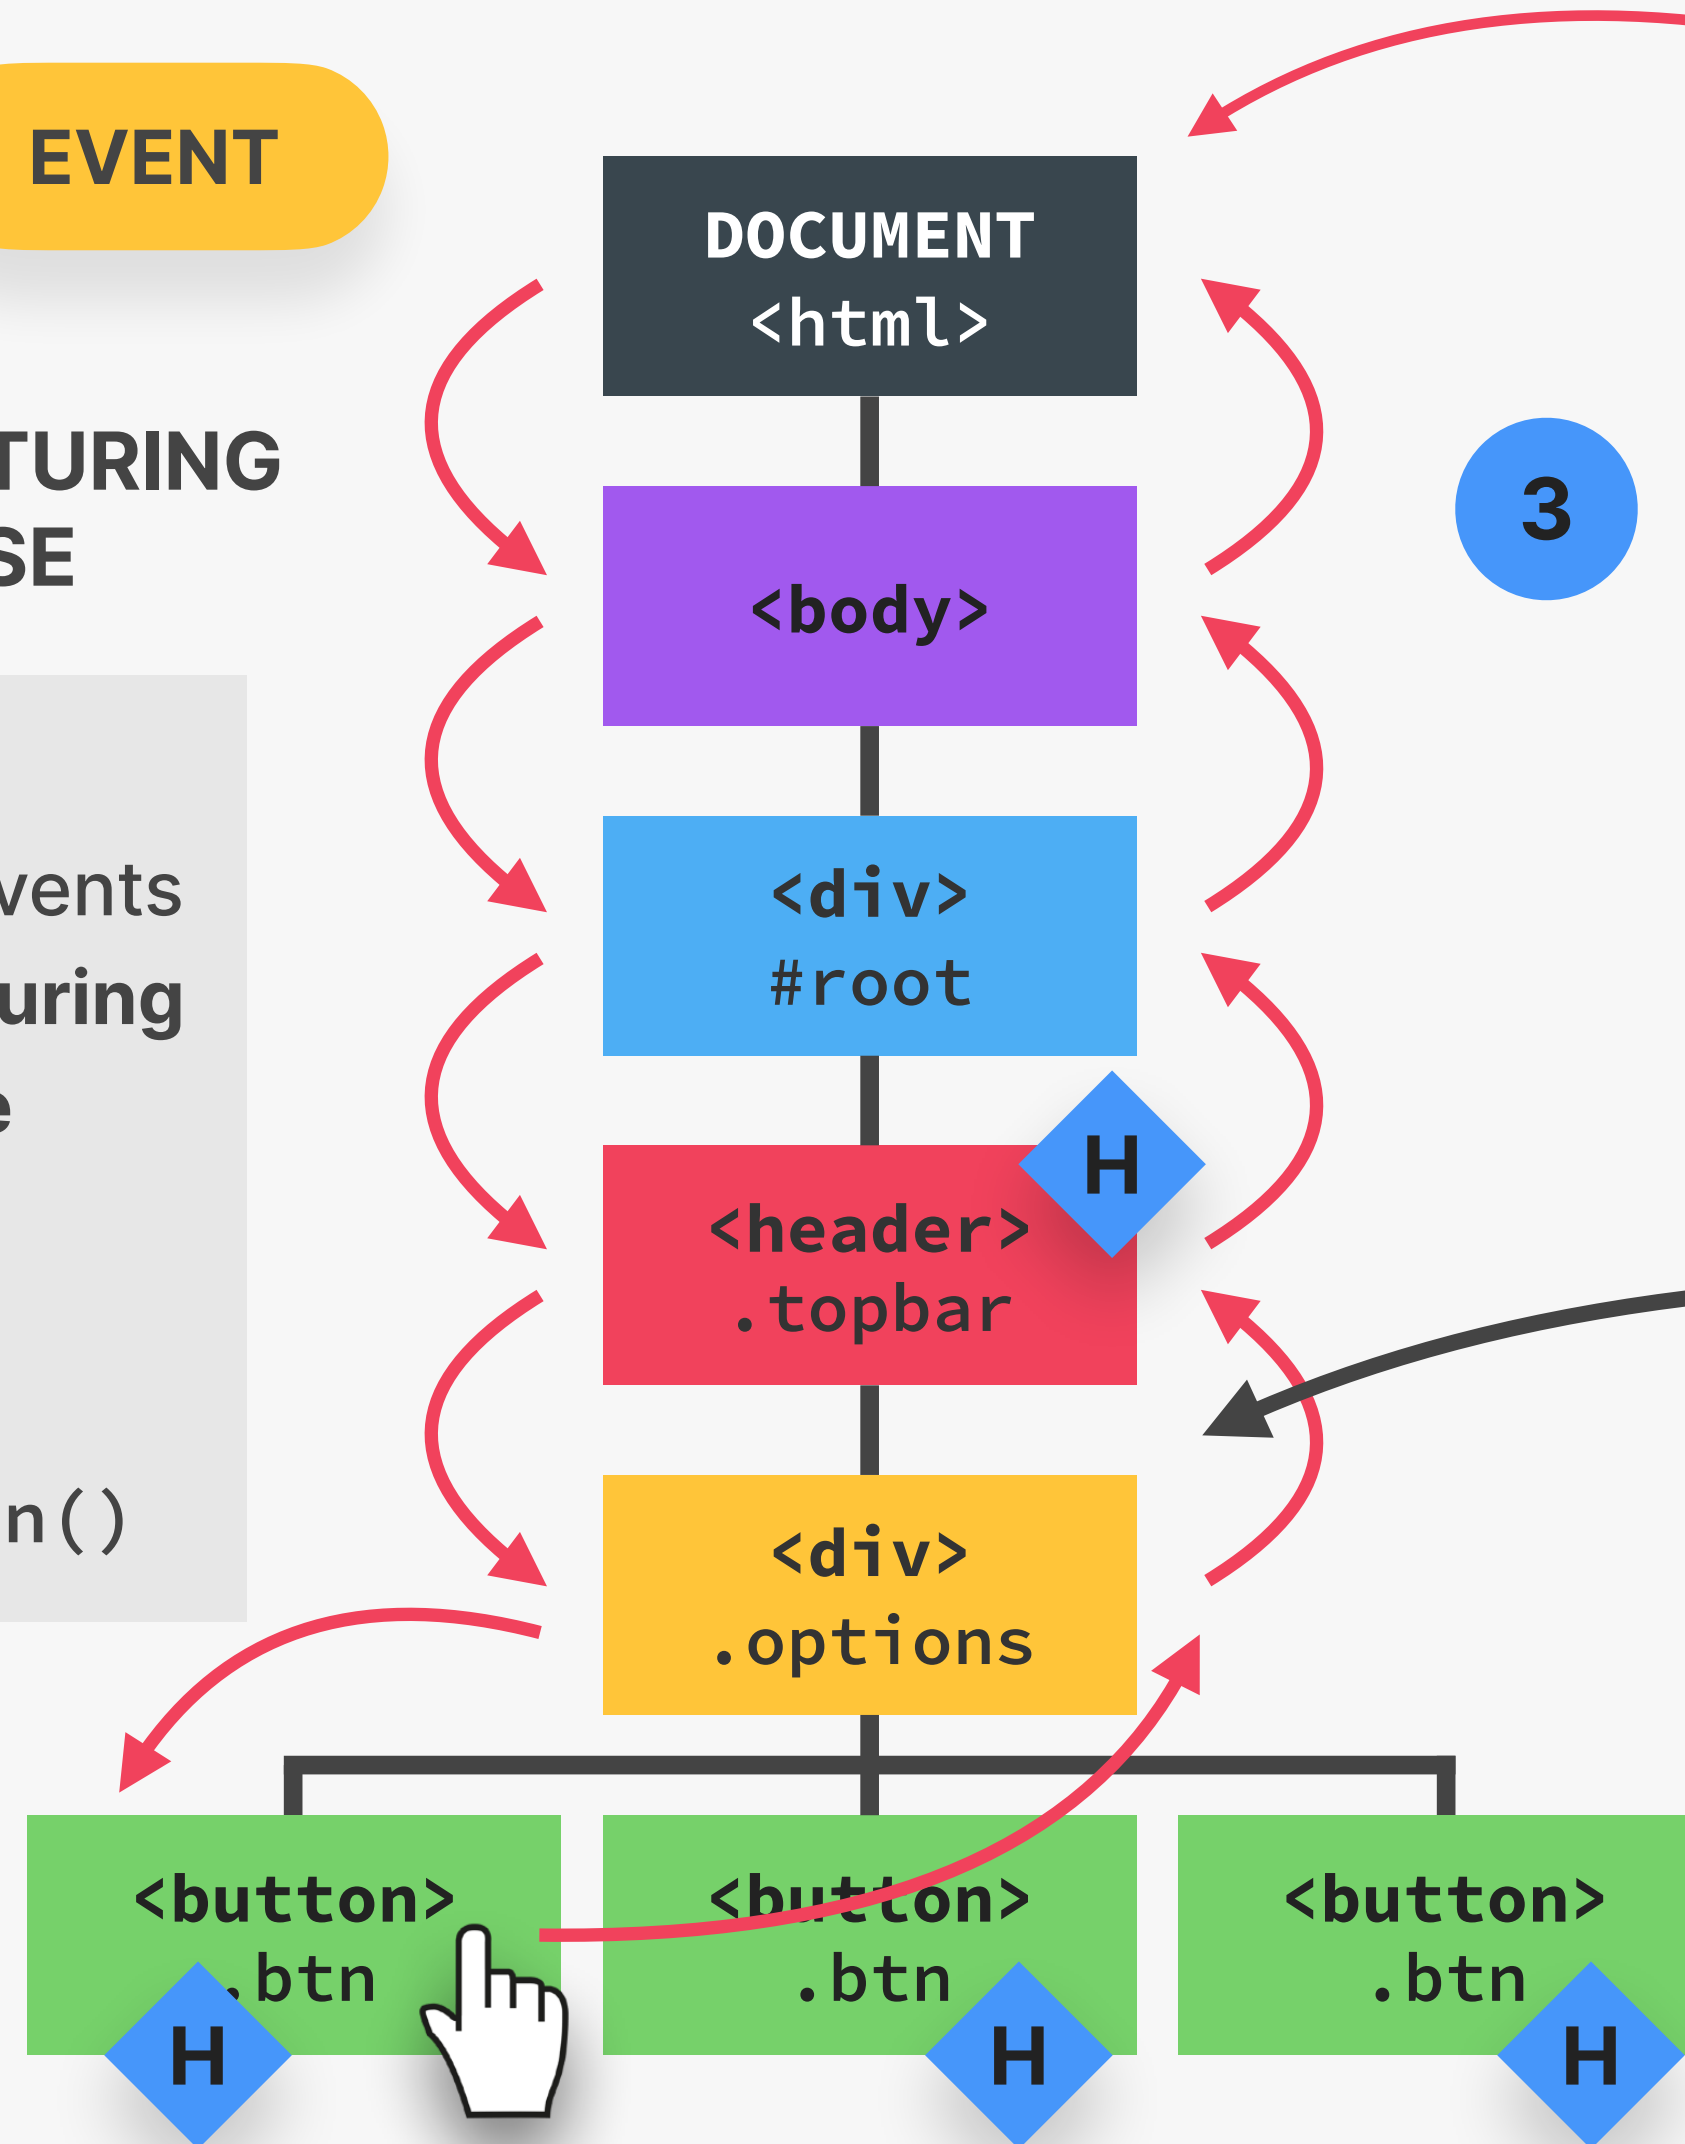 EVENT
DOCUMENT
<html>
TURING
SE
3
<body>
vents
uring
e
<div>
#root
H
<header>
.topbar
n()
<div>
.options
<button>
.btn
H
<button>
.btn
H
<button>
.btn
H